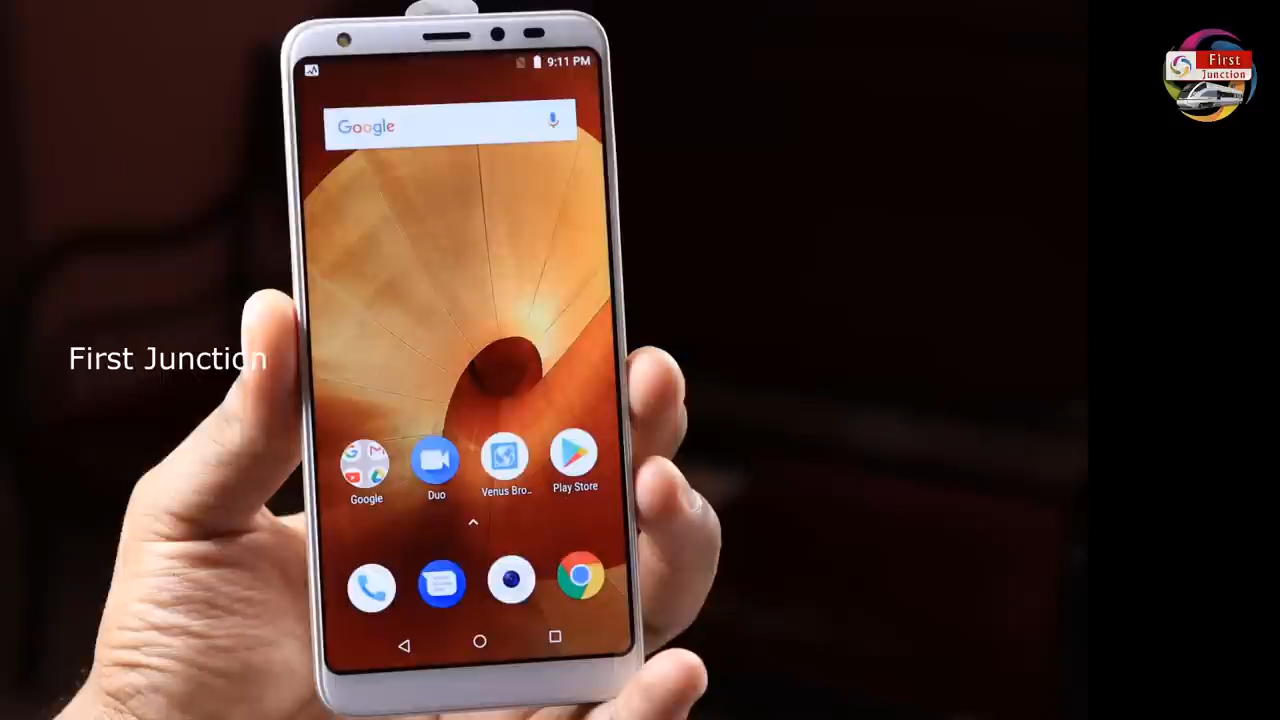 First
Junction
9:11 PM
Google
First Junction
Google
Duo
Venus Bro..
Play Store